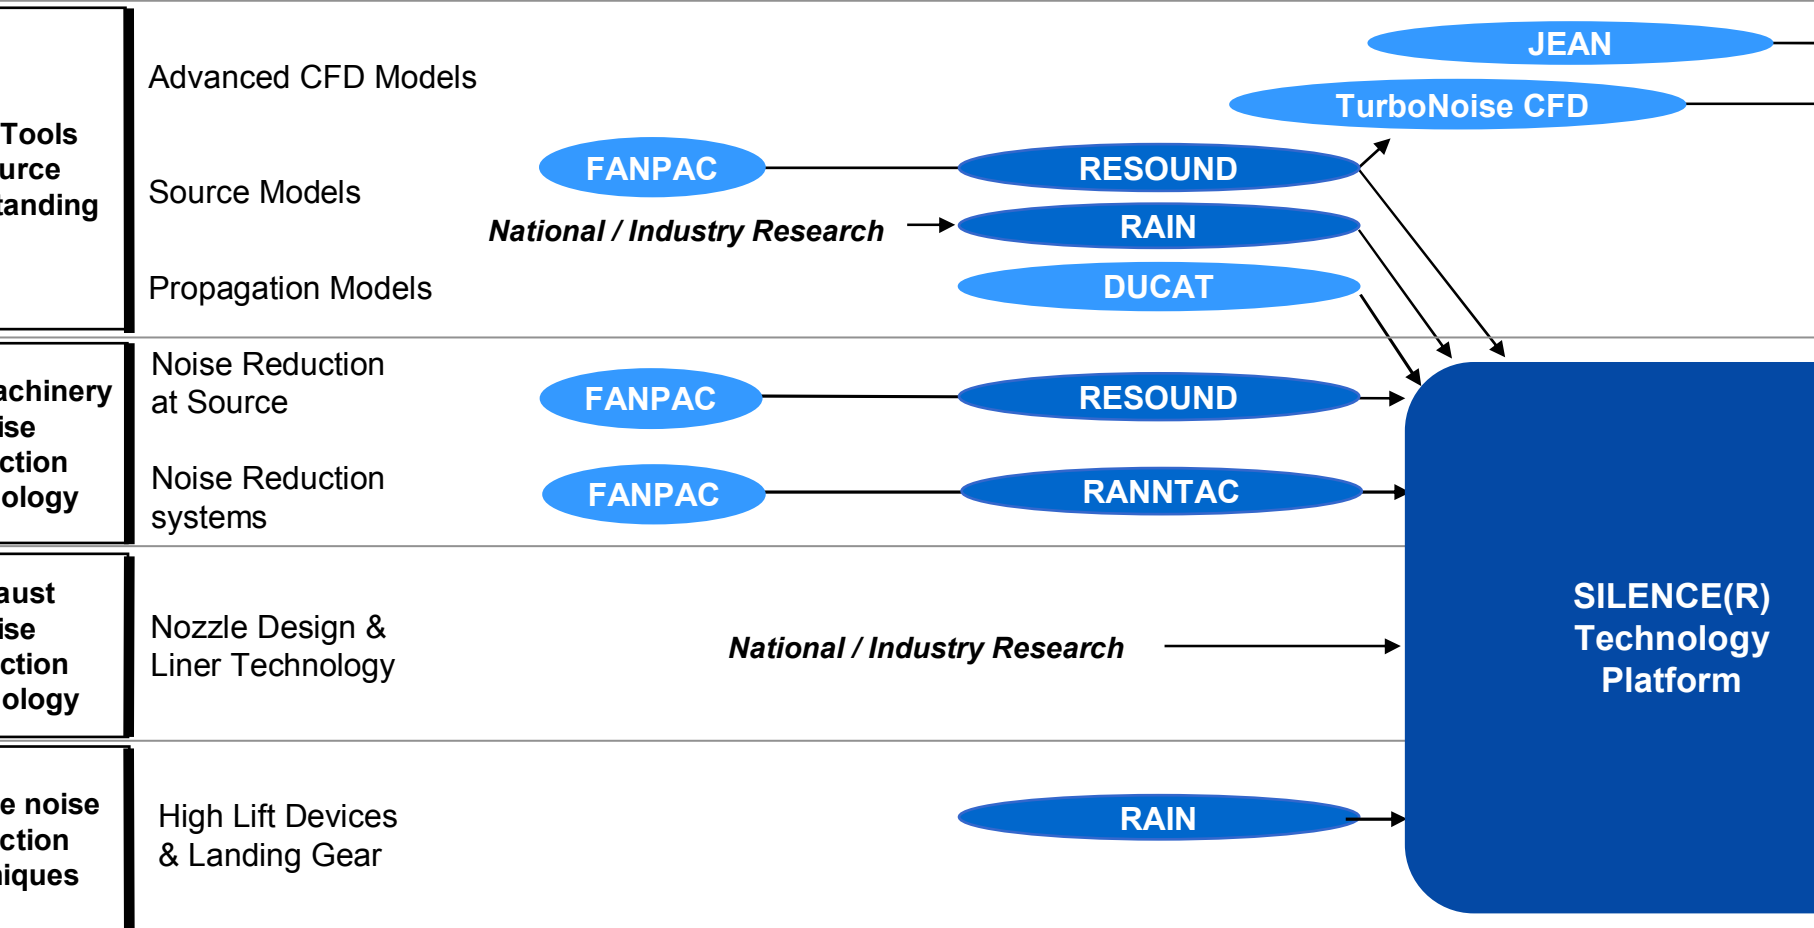 JEAN
Advanced CFD Models
TurboNoise CFD
Tools
urce
tanding
FANPAC
RESOUND
Source Models
National / Industry Research
RAIN
Propagation Models
DUCAT
achinery
ise
ction
ology
Noise Reduction
at Source
FANPAC
RESOUND
Noise Reduction
systems
FANPAC
RANNTAC
aust
ise
ction
ology
Nozzle Design &
Liner Technology
National / Industry Research
SILENCE(R)
Technology
Platform
e noise
ction
niques
High Lift Devices
& Landing Gear
RAIN